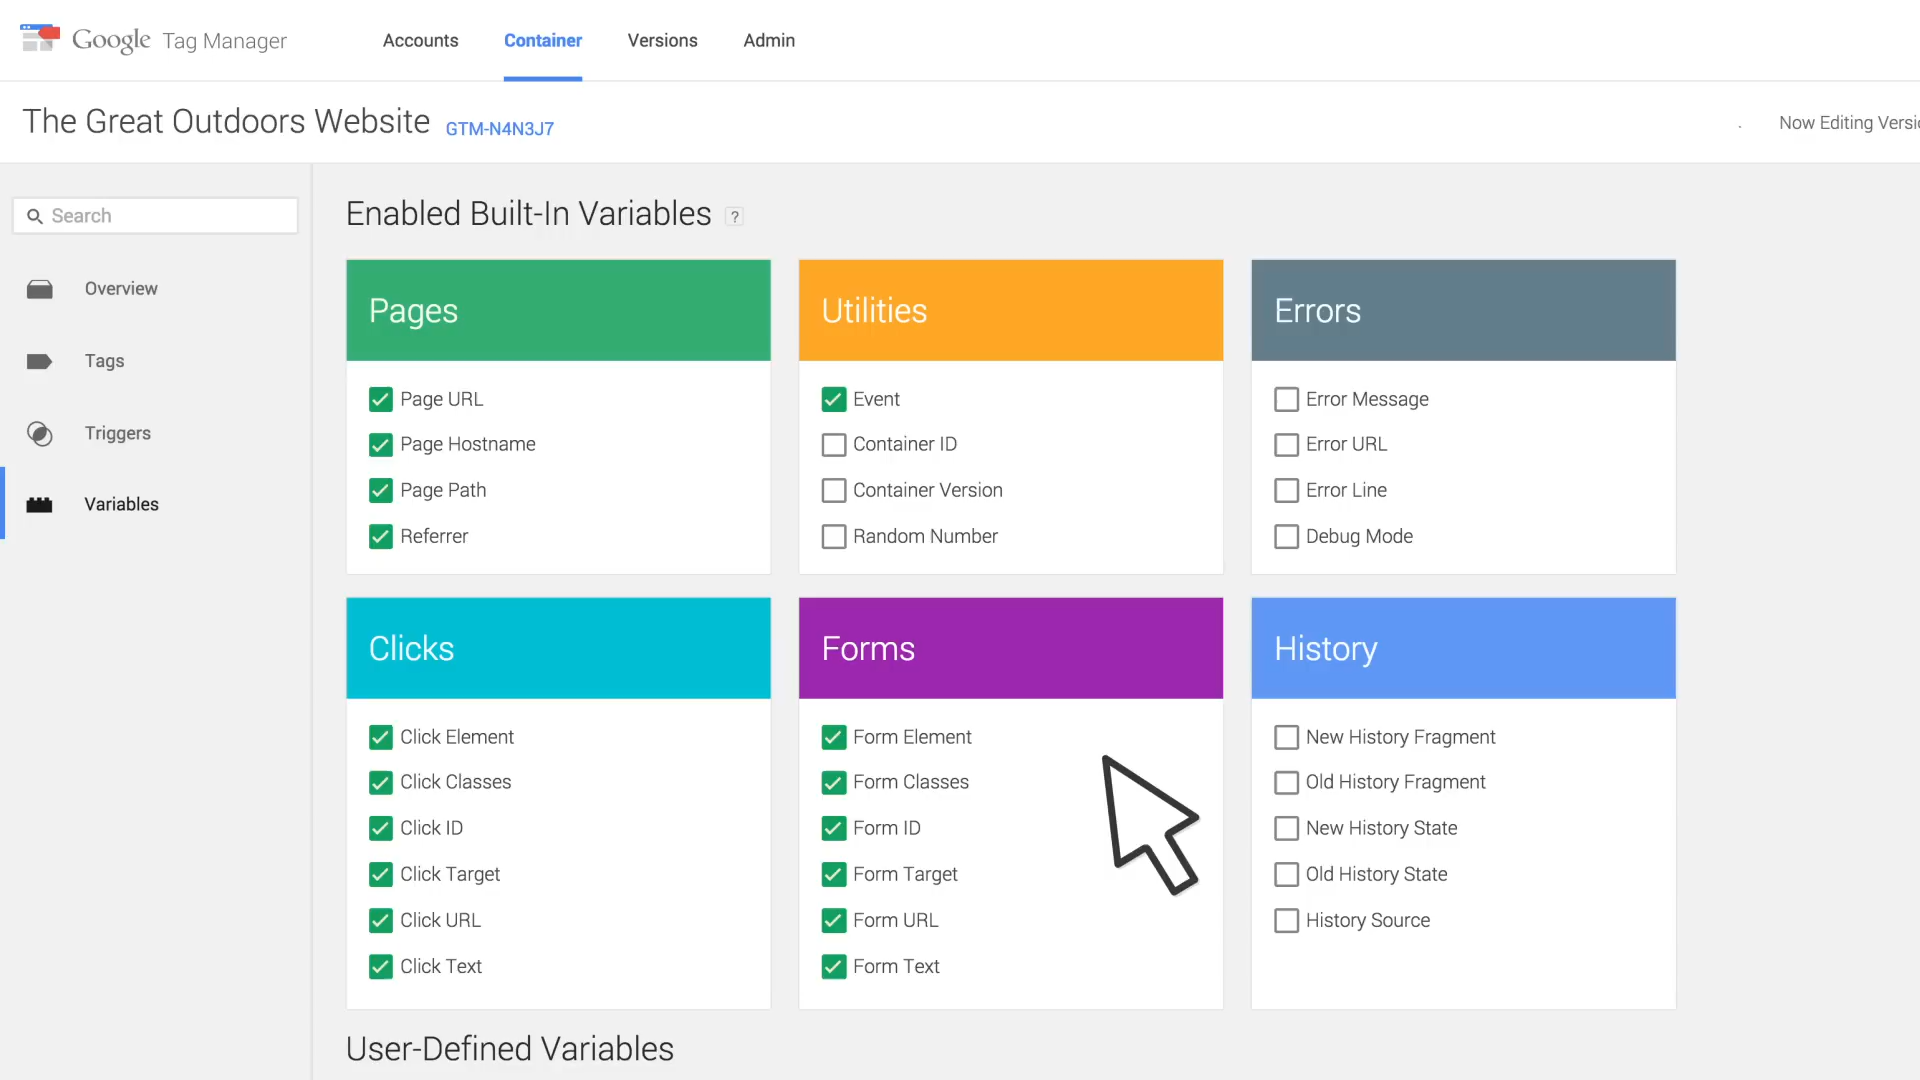 Google Tag Manager
Accounts
Container
Versions
Admin
The Great Outdoors Website GTM-N4N3J7
Now Editing Versio
Search
Overview
Tags
Triggers
Variables
Enabled Built-In Variables ?
Pages
Page URL
Page Hostname
Page Path
Referrer
Utilities
Event
Container ID
Container Version
Random Number
Errors
Error Message
Error URL
Error Line
Debug Mode
Clicks
Click Element
Click Classes
Click ID
Click Target
Click URL
Click Text
Forms
Form Element
Form Classes
Form ID
Form Target
Form URL
Form Text
History
New History Fragment
Old History Fragment
New History State
Old History State
History Source
User-Defined Variables